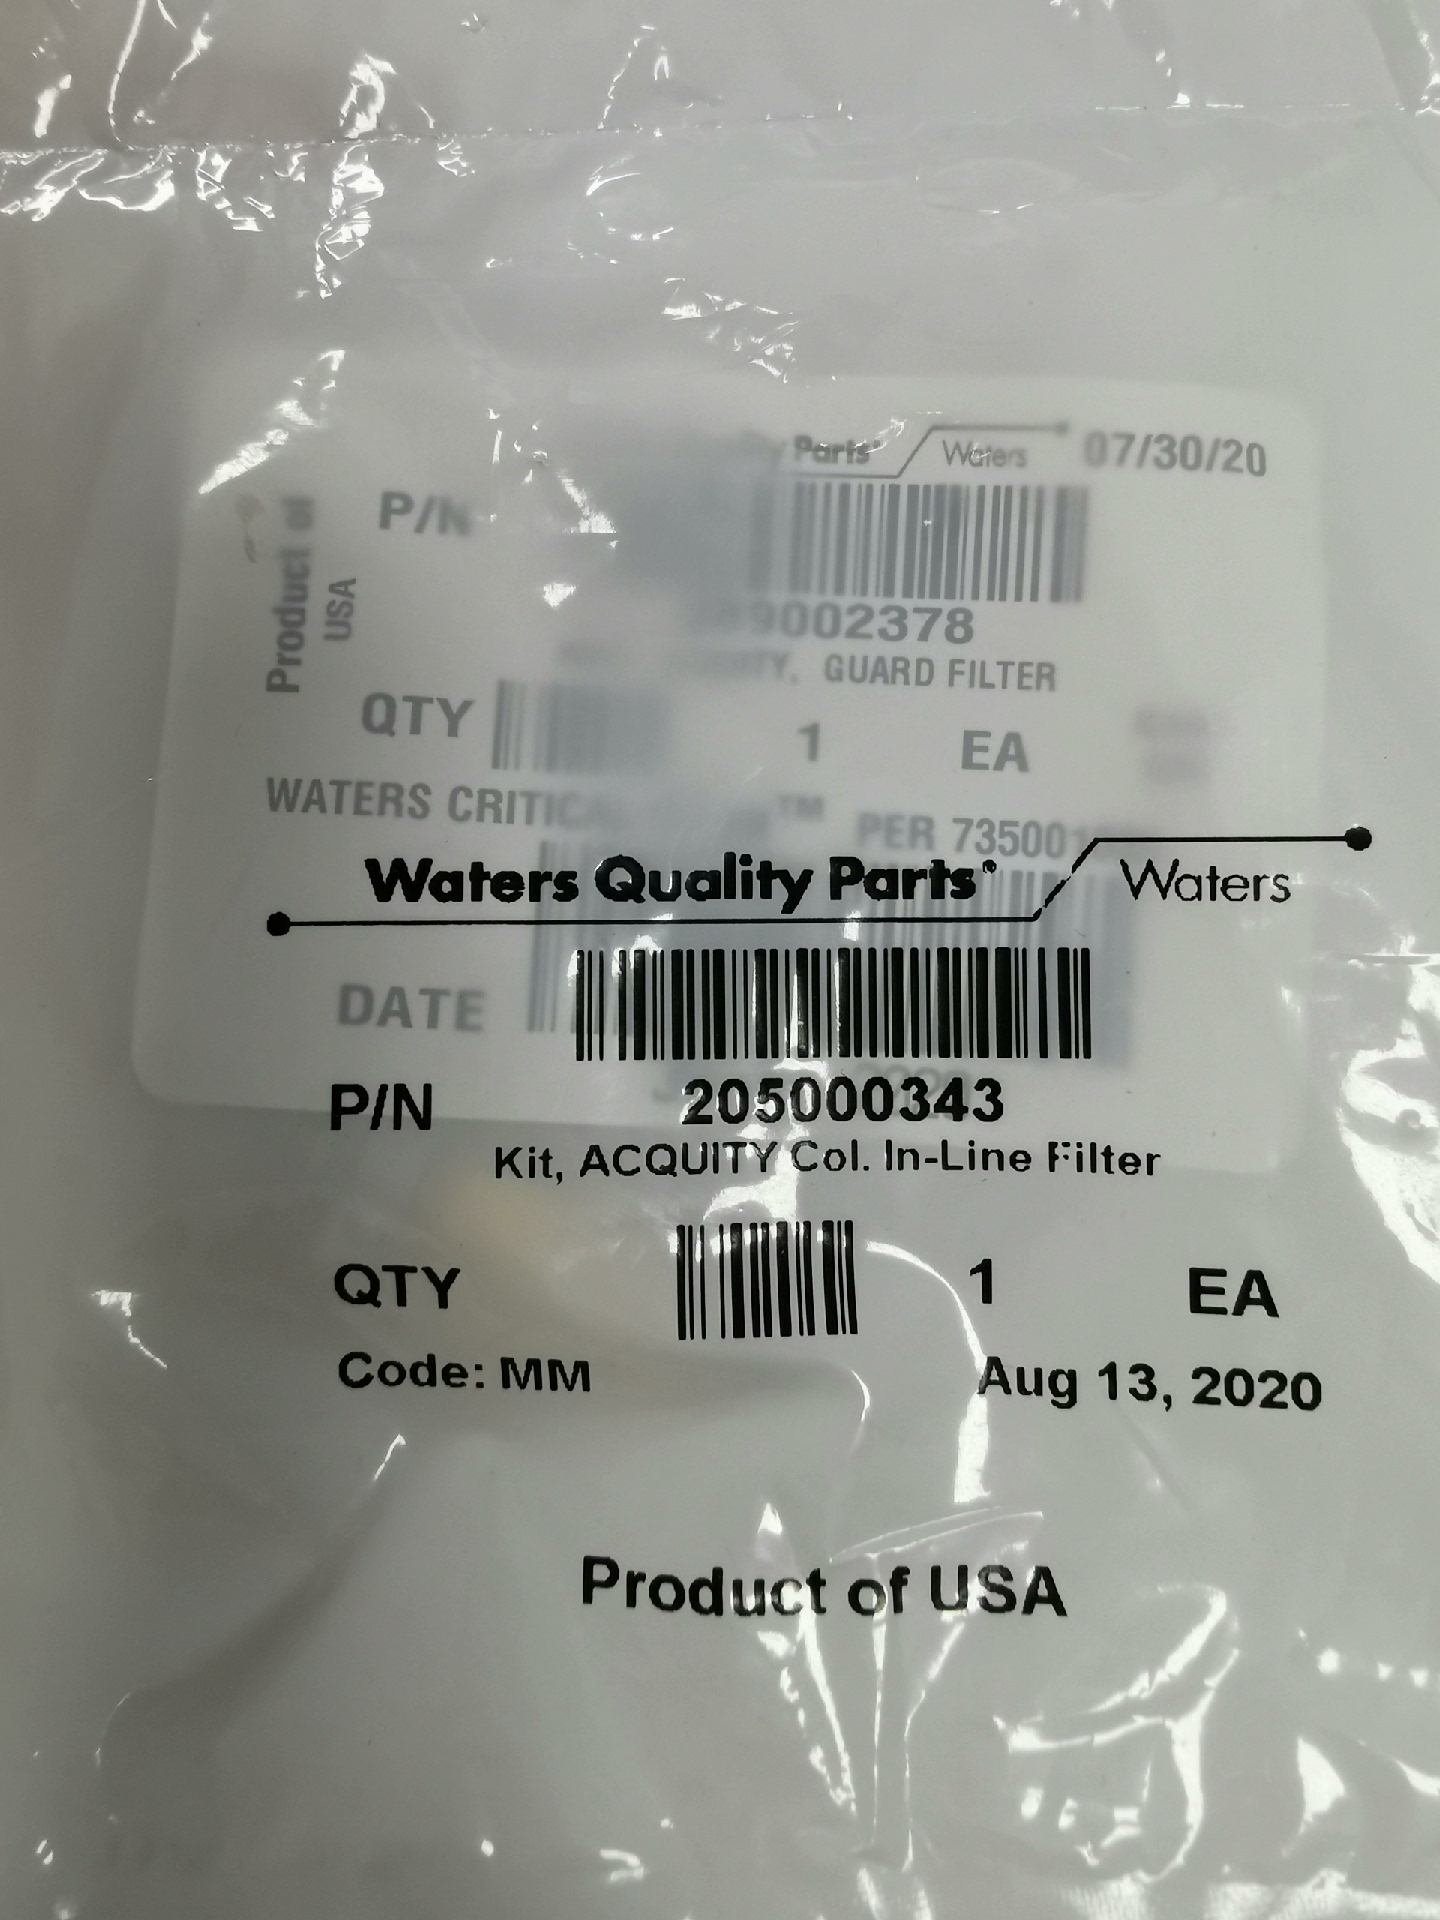 Parts Waters 07/30/20
P/N
Product of
USA
9002378
GUARD FILTER
QTY 1 EA
WATERS CRITICAL ™ PER 73500
Waters Quality Parts® Waters
DATE
P/N 205000343
Kit, ACQUITY Col. In-Line Filter
QTY 1 EA
Code: MM Aug 13, 2020
Product of USA